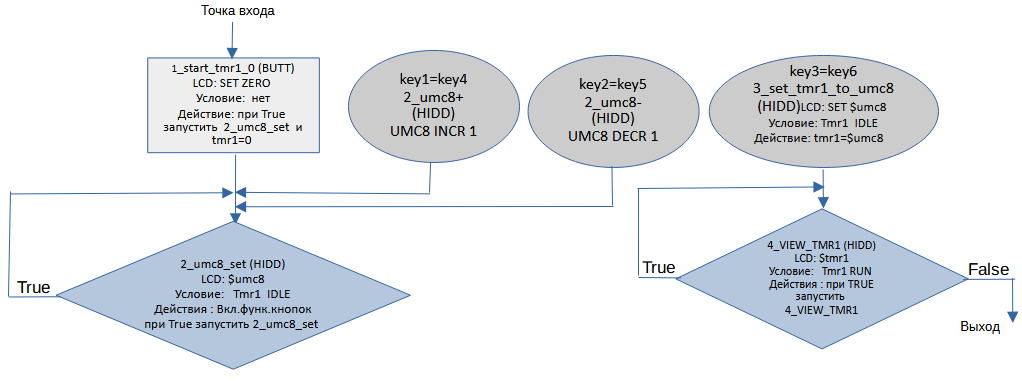 Точка входа
1_start_tmr1_0 (BUTT)
LCD: SET ZERO
Условие: нет
Действие: при True
запустить 2_umc8_set и
tmr1=0
key1=key4
2_umc8+
(HIDD)
UMC8 INCR 1
key2=key5
2_umc8-
(HIDD)
UMC8 DECR 1
key3=key6
3_set_tmr1_to_umc8
(HIDD)LCD: SET $umc8
Условие: Tmr1 IDLE
Действие: tmr1=$umc8
2_umc8_set (HIDD)
LCD: $umc8
Условие: Tmr1 IDLE
Действия : Вкл.функ.кнопок
при True запустить 2_umc8_set
True
4_VIEW_TMR1 (HIDD)
LCD: $tmr1
Условие: Tmr1 RUN
Действия : при TRUE
запустить
4_VIEW_TMR1
True
False
Выход